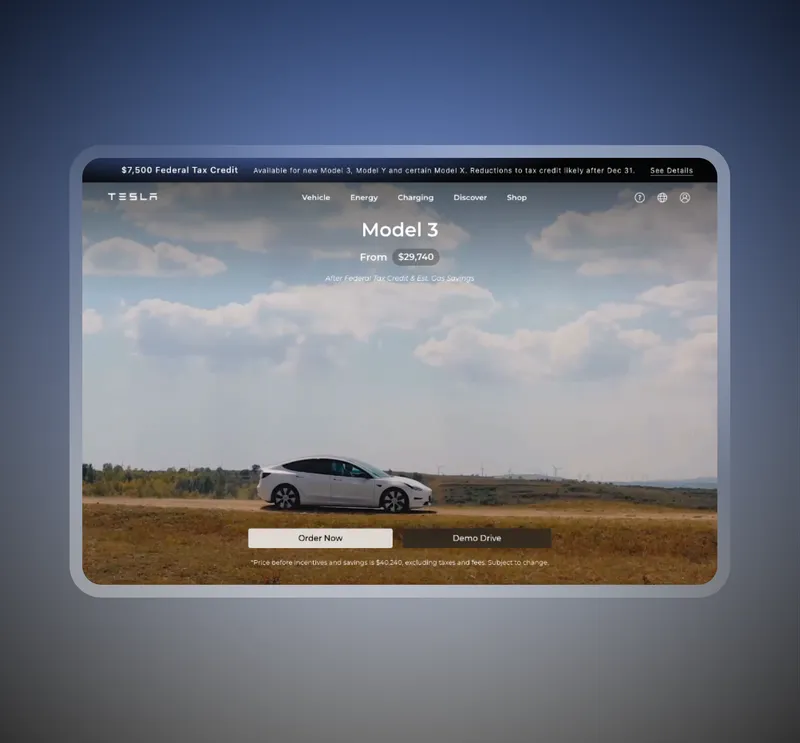 $7,500 Federal Tax Credit Available for new Model 3, Model Y and certain Model X. Reductions to tax credit likely after Dec 31. See Details
TESLA Vehicle Energy Charging Discover Shop ?
Model 3
From $29,740
After Federal Tax Credit & Est. Gas Savings
Order Now Demo Drive
*Price before incentives and savings is $40,240, excluding taxes and fees. Subject to change.